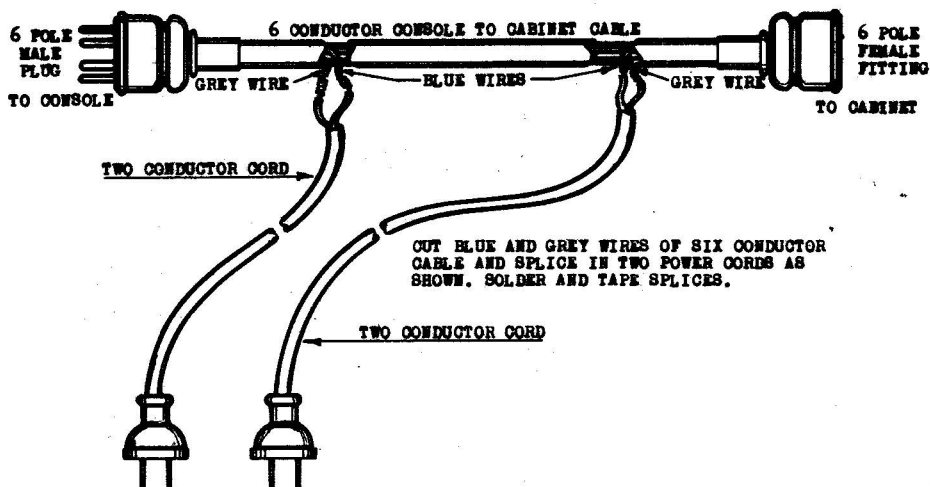 6 CONDUCTOR CONSOLE TO CABINET CABLE
6 POLE
MALE
PLUG
TO CONSOLE
GREY WIRE
BLUE WIRES
GREY WIRE
6 POLE
FEMALE
FITTING
TO CABINET
TWO CONDUCTOR CORD
CUT BLUE AND GREY WIRES OF SIX CONDUCTOR
CABLE AND SPLICE IN TWO POWER CORDS AS
SHOWN. SOLDER AND TAPE SPLICES.
TWO CONDUCTOR CORD